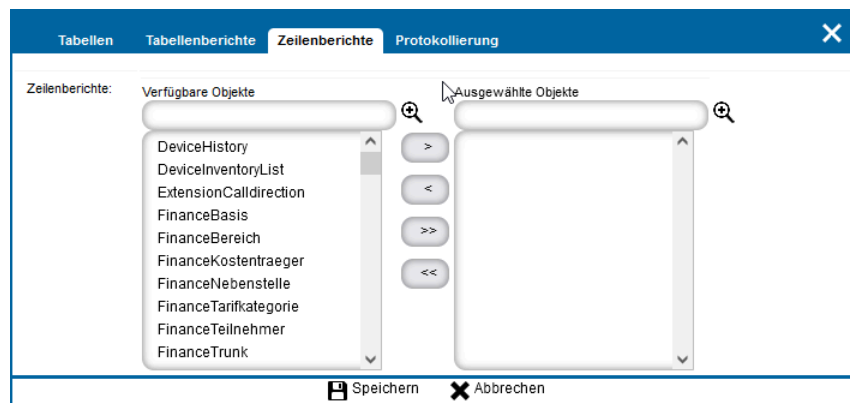 Tabellen Tabellenberichte Zeilenberichte Protokollierung
Zeilenberichte:
Verfügbare Objekte
Ausgewählte Objekte
DeviceHistory
DeviceInventoryList
ExtensionCalldirection
FinanceBasis
FinanceBereich
FinanceKostentraeger
FinanceNebenstelle
FinanceTarifkategorie
FinanceTeilnehmer
FinanceTrunk
>
<
>>
<<
Speichern Abbrechen